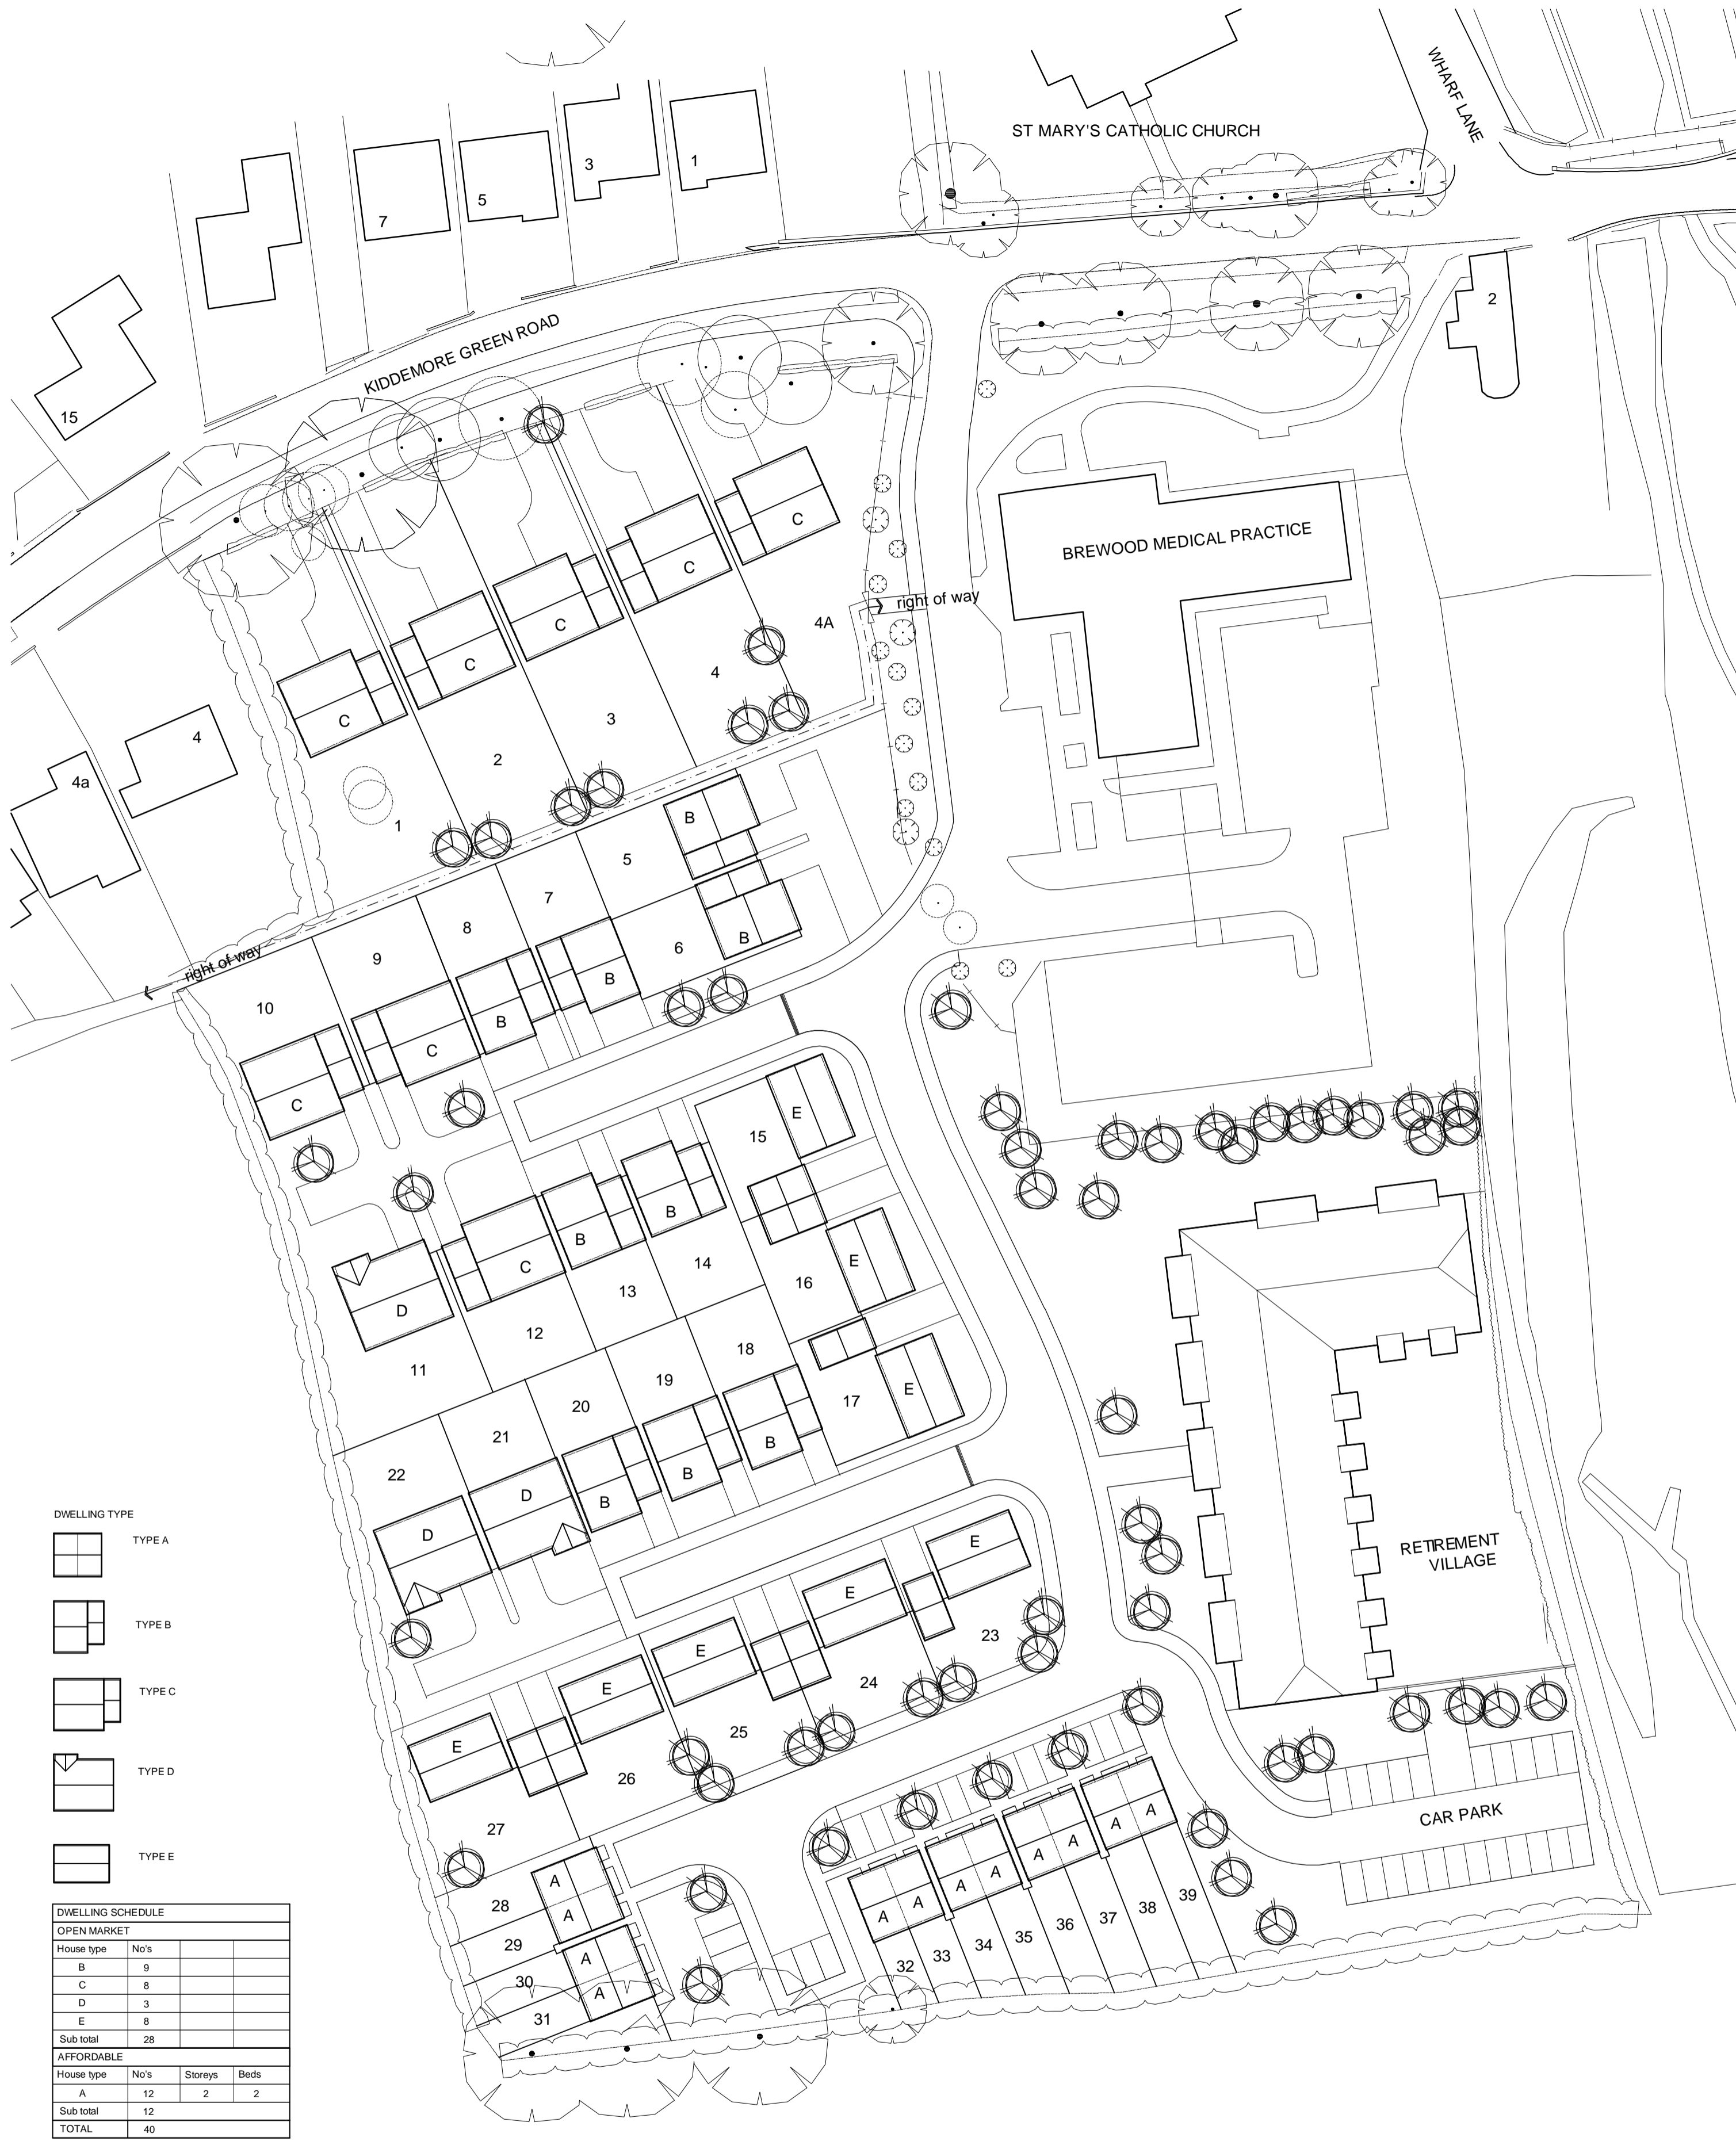 WHARF LANE
ST MARY'S CATHOLIC CHURCH
3
1
5
7
2
KIDDEMORE GREEN ROAD
15
C
BREWOOD MEDICAL PRACTICE
C
right of way
C
4A
C
4
C
3
4
2
4a
1
B
5
7
8
B
6
9
right of way
B
10
B
C
C
E
15
B
B
14
C
E
16
D
13
12
18
11
19
E
20
17
21
B
22
B
D
B
D
E
RETIREMENT
VILLAGE
E
23
E
24
E
25
E
26
27
CAR PARK
A
A
A
A
A
A
A
A
28
A
A
29
A
30
A
31
32
33
34
35
36
37
38
39
DWELLING TYPE
TYPE A
TYPE B
TYPE C
TYPE D
TYPE E
DWELLING SCHEDULE
OPEN MARKET
House type No's
B 9
C 8
D 3
E 8
Sub total 28
AFFORDABLE
House type No's Storeys Beds
A 12 2 2
Sub total 12
TOTAL 40